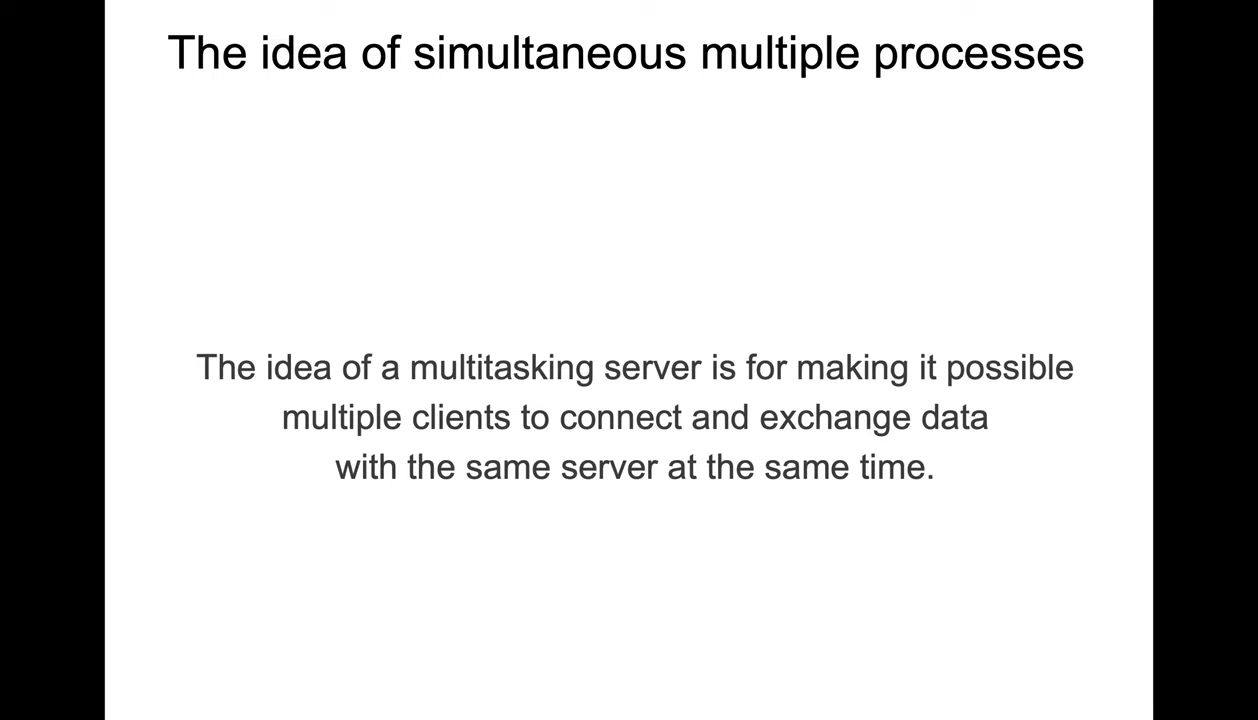 The idea of simultaneous multiple processes
The idea of a multitasking server is for making it possible
multiple clients to connect and exchange data
with the same server at the same time.